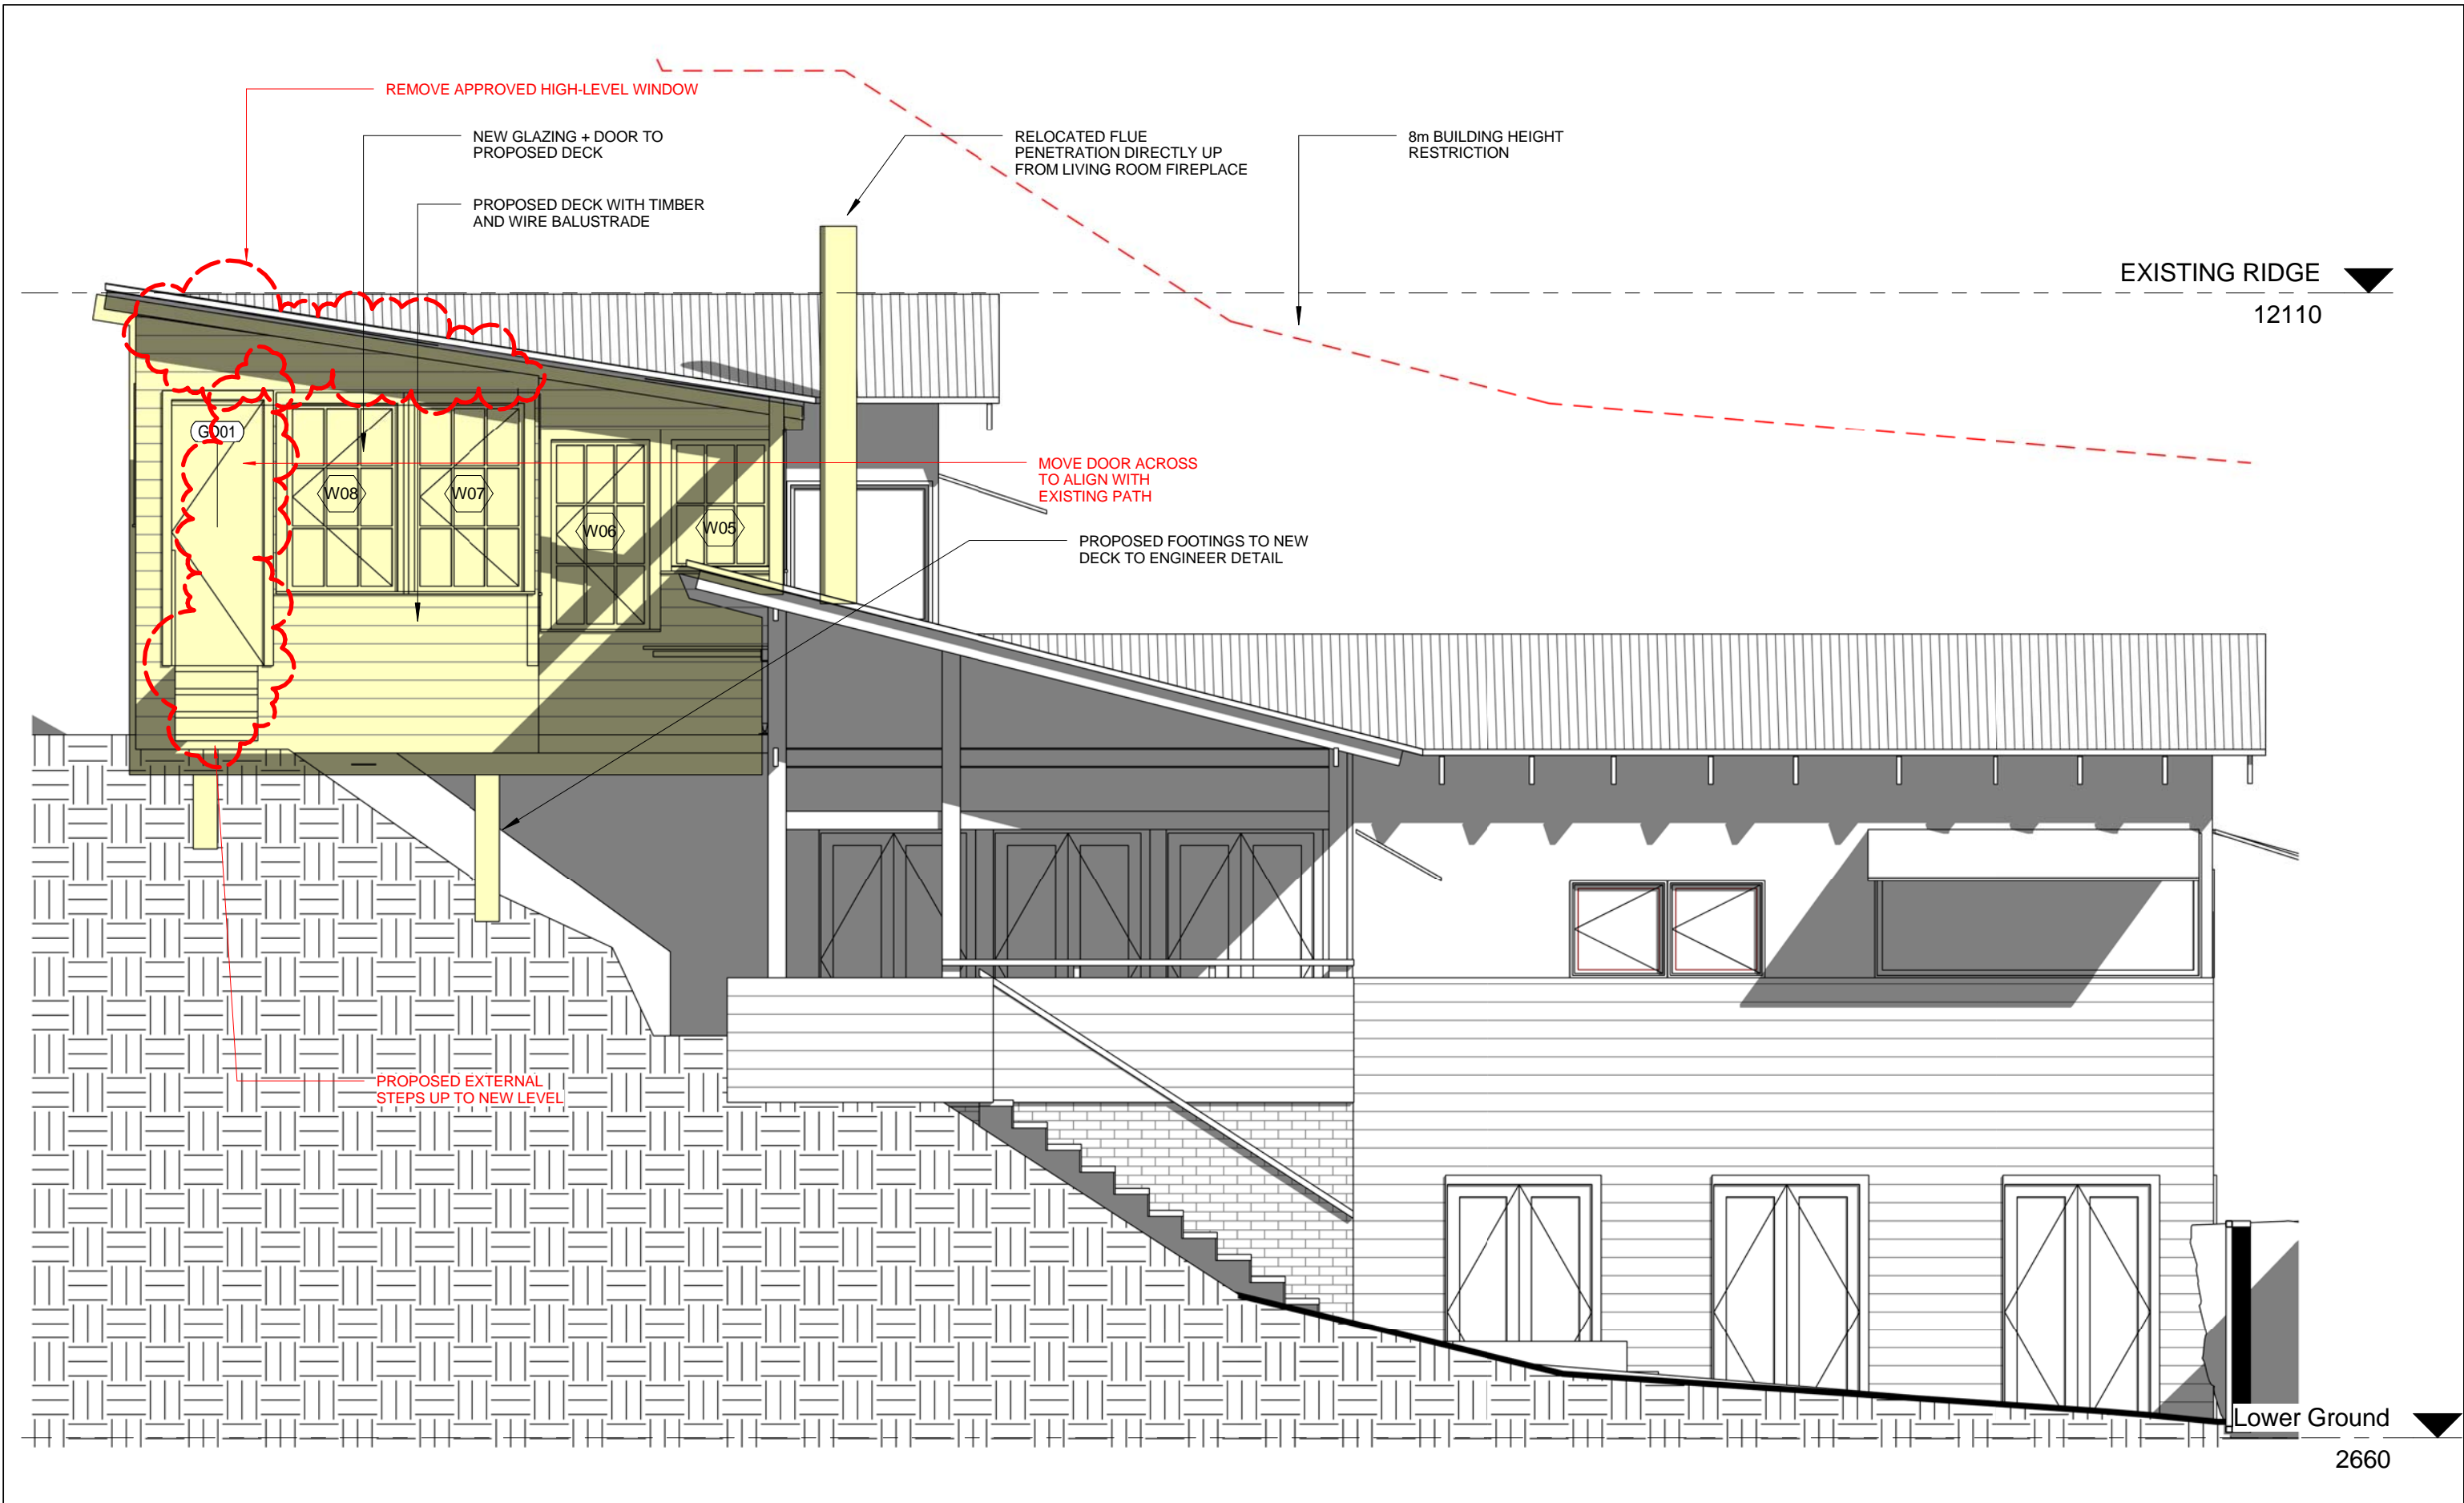 REMOVE APPROVED HIGH-LEVEL WINDOW
NEW GLAZING + DOOR TO
PROPOSED DECK
RELOCATED FLUE
PENETRATION DIRECTLY UP
FROM LIVING ROOM FIREPLACE
8m BUILDING HEIGHT
RESTRICTION
PROPOSED DECK WITH TIMBER
AND WIRE BALUSTRADE
EXISTING RIDGE
12110
GD01
W08
W07
W06
W05
MOVE DOOR ACROSS
TO ALIGN WITH
EXISTING PATH
PROPOSED FOOTINGS TO NEW
DECK TO ENGINEER DETAIL
PROPOSED EXTERNAL
STEPS UP TO NEW LEVEL
Lower Ground
2660